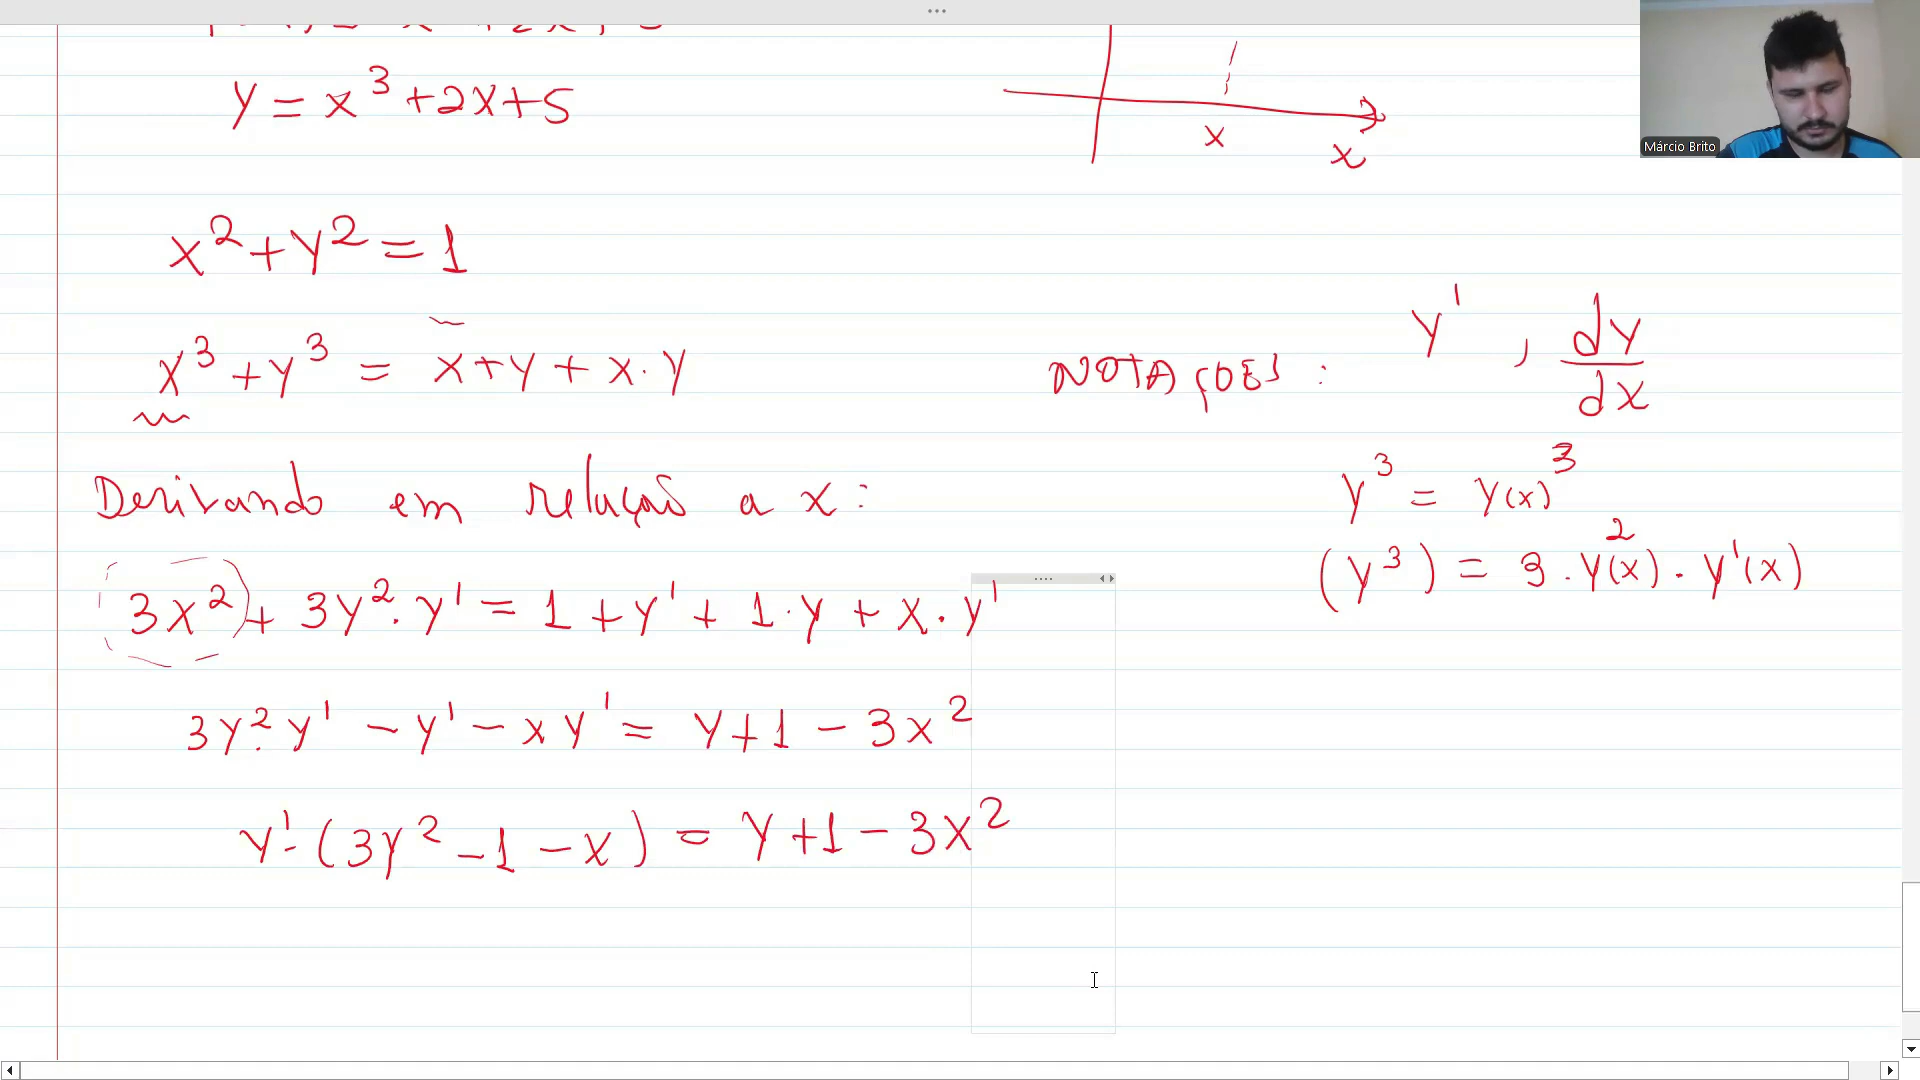 y = x³ + 2x + 5
x
x
Márcio Brito
x² + y² = 1
x³ + y³ = x + y + x · y
NOTAÇÕES : y' , dy/dx
Derivando em relação a x :
y³ = y(x)³
(y³) = 3 · y(x)² · y'(x)
3x² + 3y² · y' = 1 + y' + 1 · y + x · y'
3y² · y' - y' - xy' = y + 1 - 3x²
y' · (3y² - 1 - x) = y + 1 - 3x²